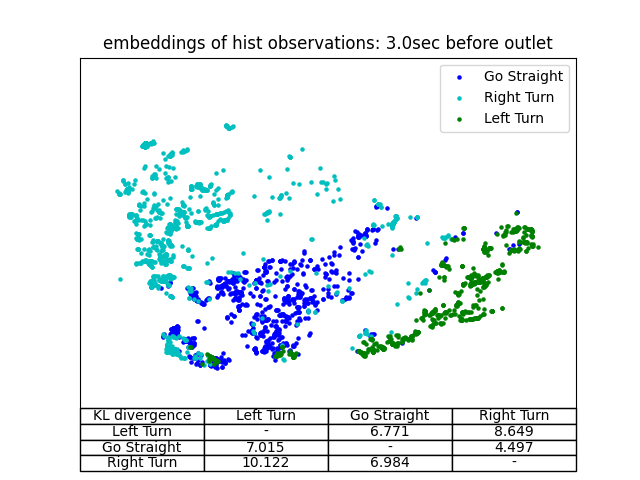 embeddings of hist observations: 3.0sec before outlet
Go Straight
Right Turn
Left Turn
KL divergence Left Turn Go Straight Right Turn
Left Turn - 6.771 8.649
Go Straight 7.015 - 4.497
Right Turn 10.122 6.984 -